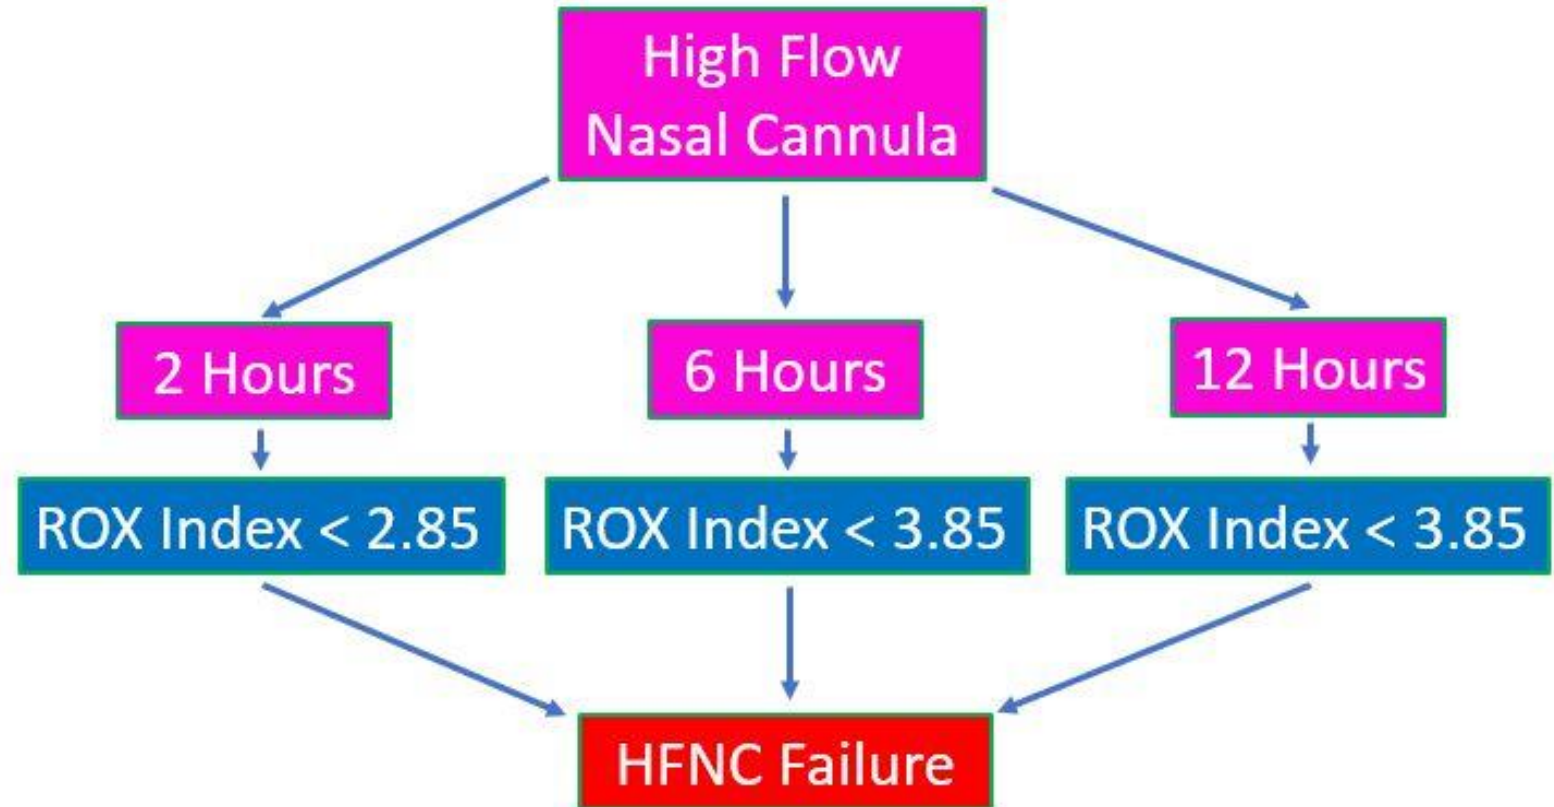 High Flow
Nasal Cannula
2 Hours
6 Hours
12 Hours
ROX Index < 2.85
ROX Index < 3.85
ROX Index < 3.85
HFNC Failure